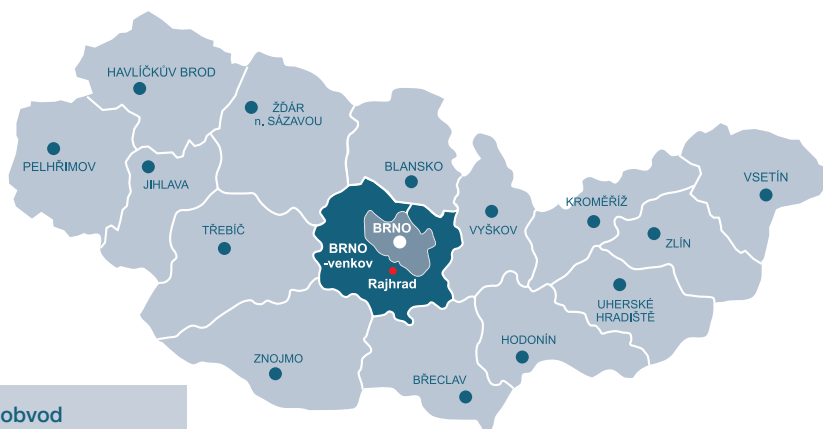 HAVLÍČKŮV BROD
ŽĎÁR
n. SÁZAVOU
PELHŘIMOV
JIHLAVA
BLANSKO
VSETÍN
KROMĚŘÍŽ
TŘEBÍČ
BRNO
VYŠKOV
ZLÍN
BRNO
-venkov
Rajhrad
UHERSKÉ
HRADIŠTĚ
HODONÍN
ZNOJMO
BŘECLAV
obvod